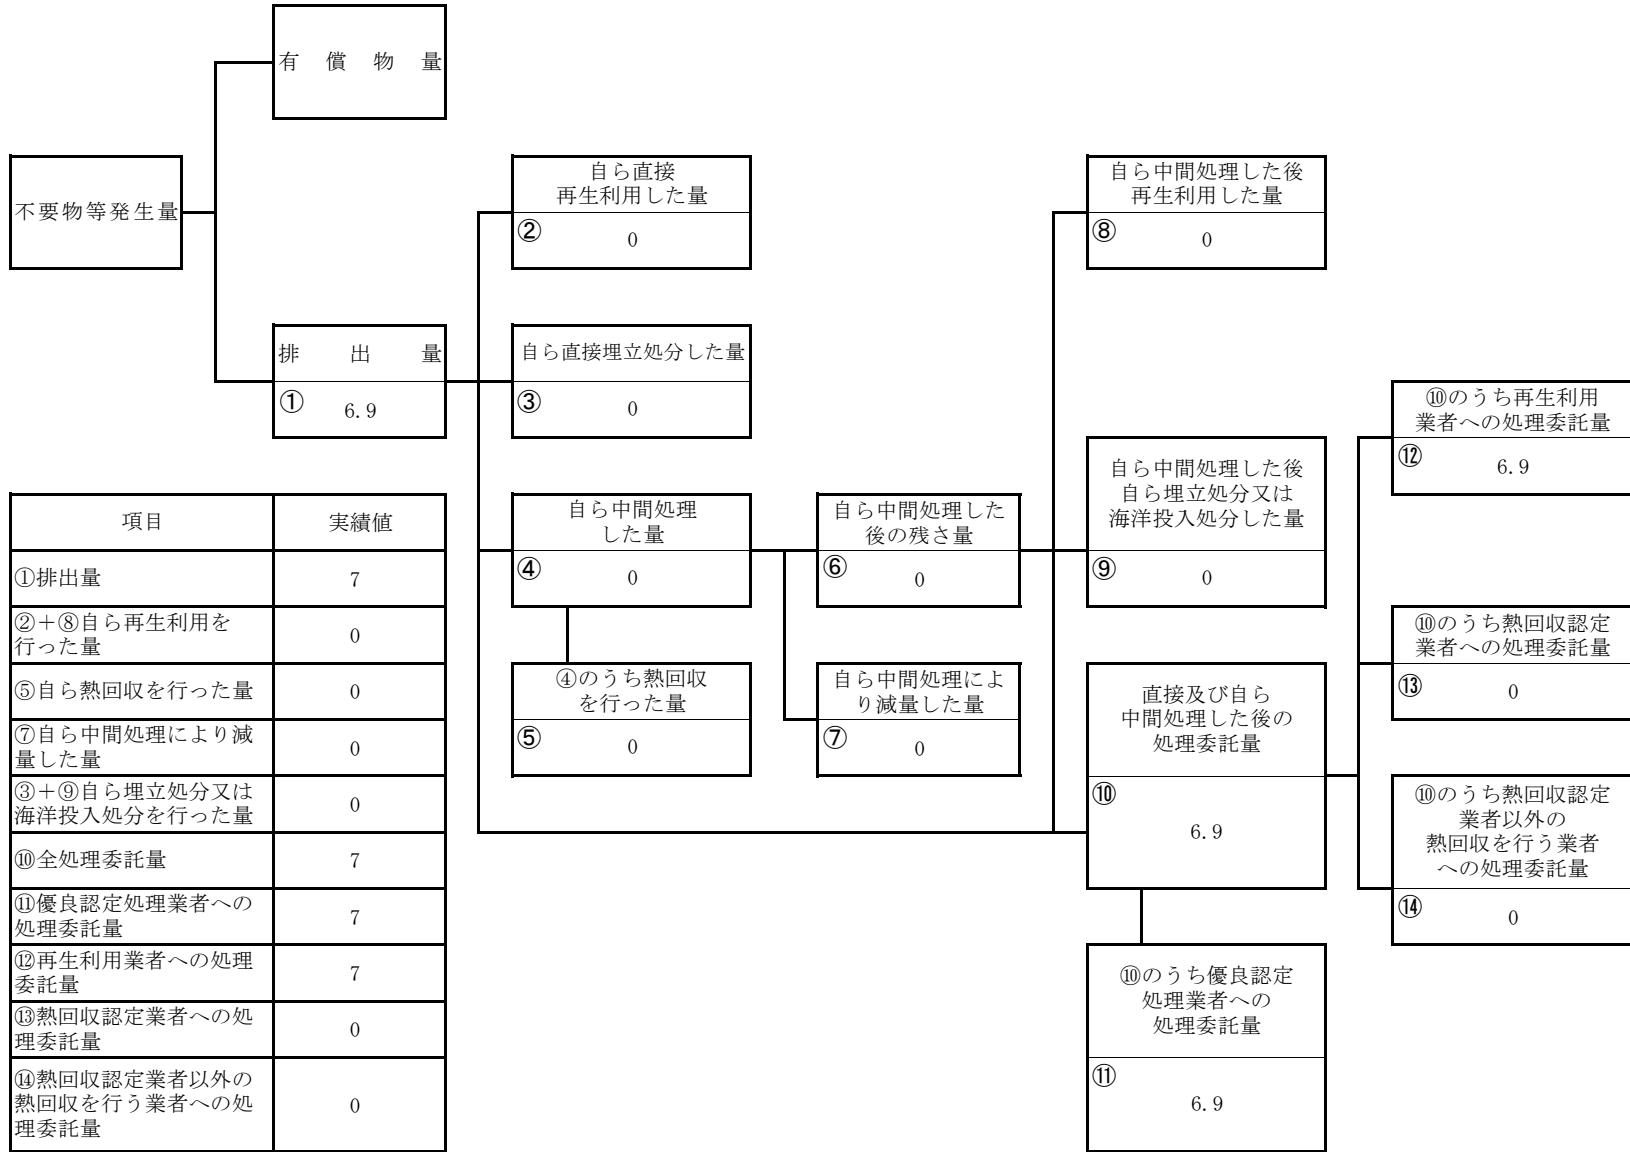 有償物量
不要物等発生量
排出量
① 6.9
自ら直接
再生利用した量
② 0
自ら直接埋立処分した量
③ 0
自ら中間処理
した量
④ 0
④のうち熱回収
を行った量
⑤ 0
自ら中間処理した
後の残さ量
⑥ 0
自ら中間処理によ
り減量した量
⑦ 0
自ら中間処理した後
再生利用した量
⑧ 0
自ら中間処理した後
自ら埋立処分又は
海洋投入処分した量
⑨ 0
直接及び自ら
中間処理した後の
処理委託量
⑩
6.9
⑩のうち優良認定
処理業者への
処理委託量
⑪
6.9
⑩のうち再生利用
業者への処理委託量
⑫ 6.9
⑩のうち熱回収認定
業者への処理委託量
⑬ 0
⑩のうち熱回収認定
業者以外の
熱回収を行う業者
への処理委託量
⑭ 0
項目 実績値
①排出量 7
②＋⑧自ら再生利用を
行った量 0
⑤自ら熱回収を行った量 0
⑦自ら中間処理により減
量した量 0
③＋⑨自ら埋立処分又は
海洋投入処分を行った量 0
⑩全処理委託量 7
⑪優良認定処理業者への
処理委託量 7
⑫再生利用業者への処理
委託量 7
⑬熱回収認定業者への処
理委託量 0
⑭熱回収認定業者以外の
熱回収を行う業者への処
理委託量 0